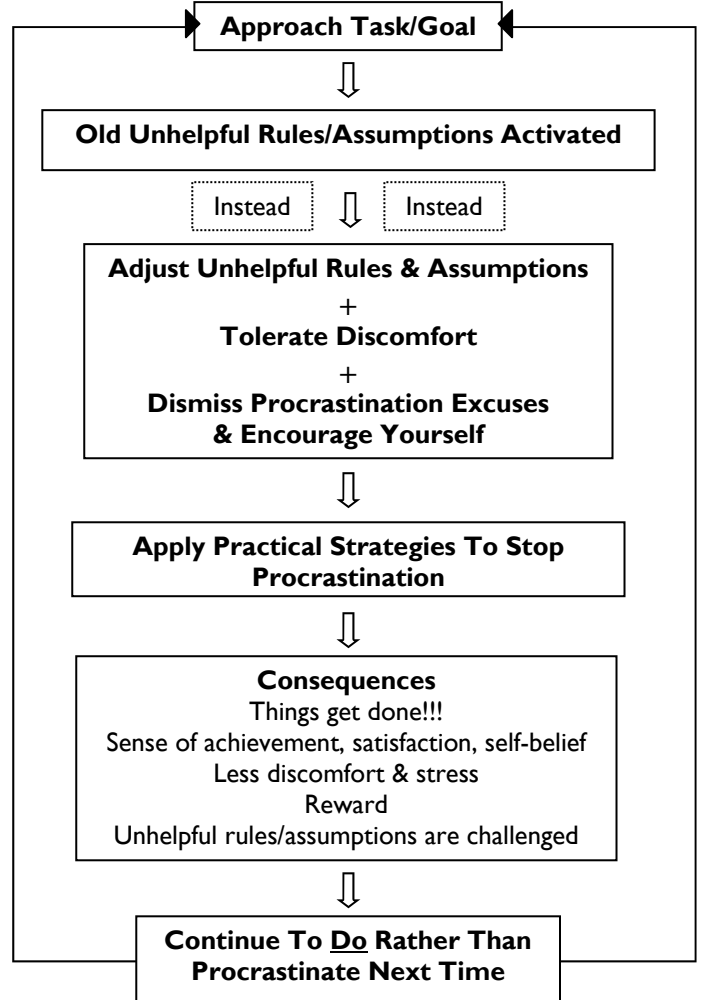 Approach Task/Goal
Old Unhelpful Rules/Assumptions Activated
Instead
Instead
Adjust Unhelpful Rules & Assumptions
+
Tolerate Discomfort
+
Dismiss Procrastination Excuses
& Encourage Yourself
Apply Practical Strategies To Stop
Procrastination
Consequences
Things get done!!!
Sense of achievement, satisfaction, self-belief
Less discomfort & stress
Reward
Unhelpful rules/assumptions are challenged
Continue To Do Rather Than
Procrastinate Next Time